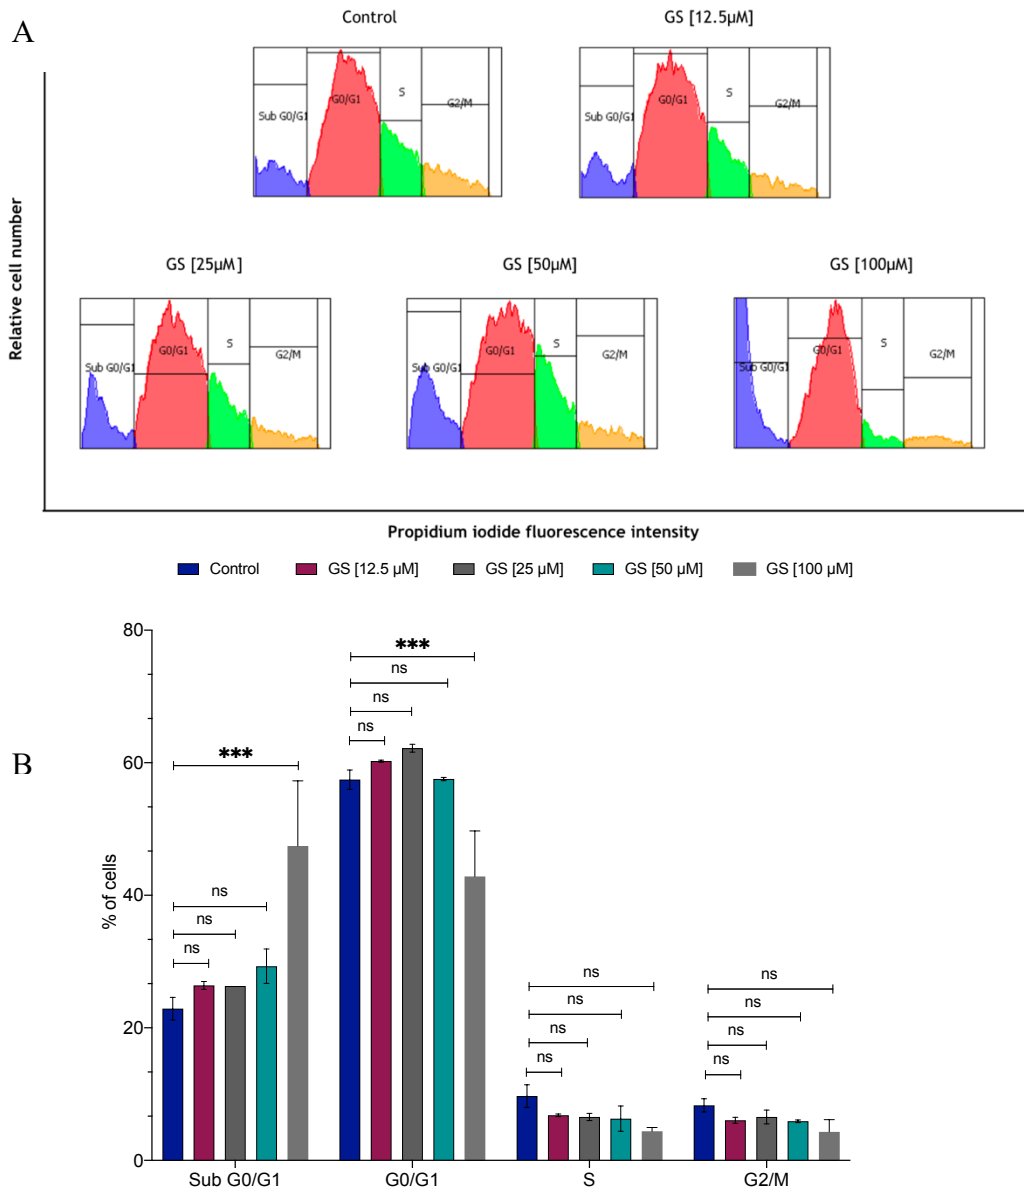 A
Control
GS [12.5µM]
Sub G0/G1
G0/G1
S
G2/M
Sub G0/G1
G0/G1
S
G2/M
Relative cell number
GS [25µM]
GS [50µM]
GS [100µM]
Sub G0/G1
G0/G1
S
G2/M
Sub G0/G1
G0/G1
S
G2/M
Sub G0/G1
G0/G1
S
G2/M
Propidium iodide fluorescence intensity
Control
GS [12.5 µM]
GS [25 µM]
GS [50 µM]
GS [100 µM]
B
% of cells
80
60
40
20
0
***
ns
ns
ns
***
ns
ns
ns
ns
ns
ns
ns
ns
ns
ns
ns
Sub G0/G1
G0/G1
S
G2/M